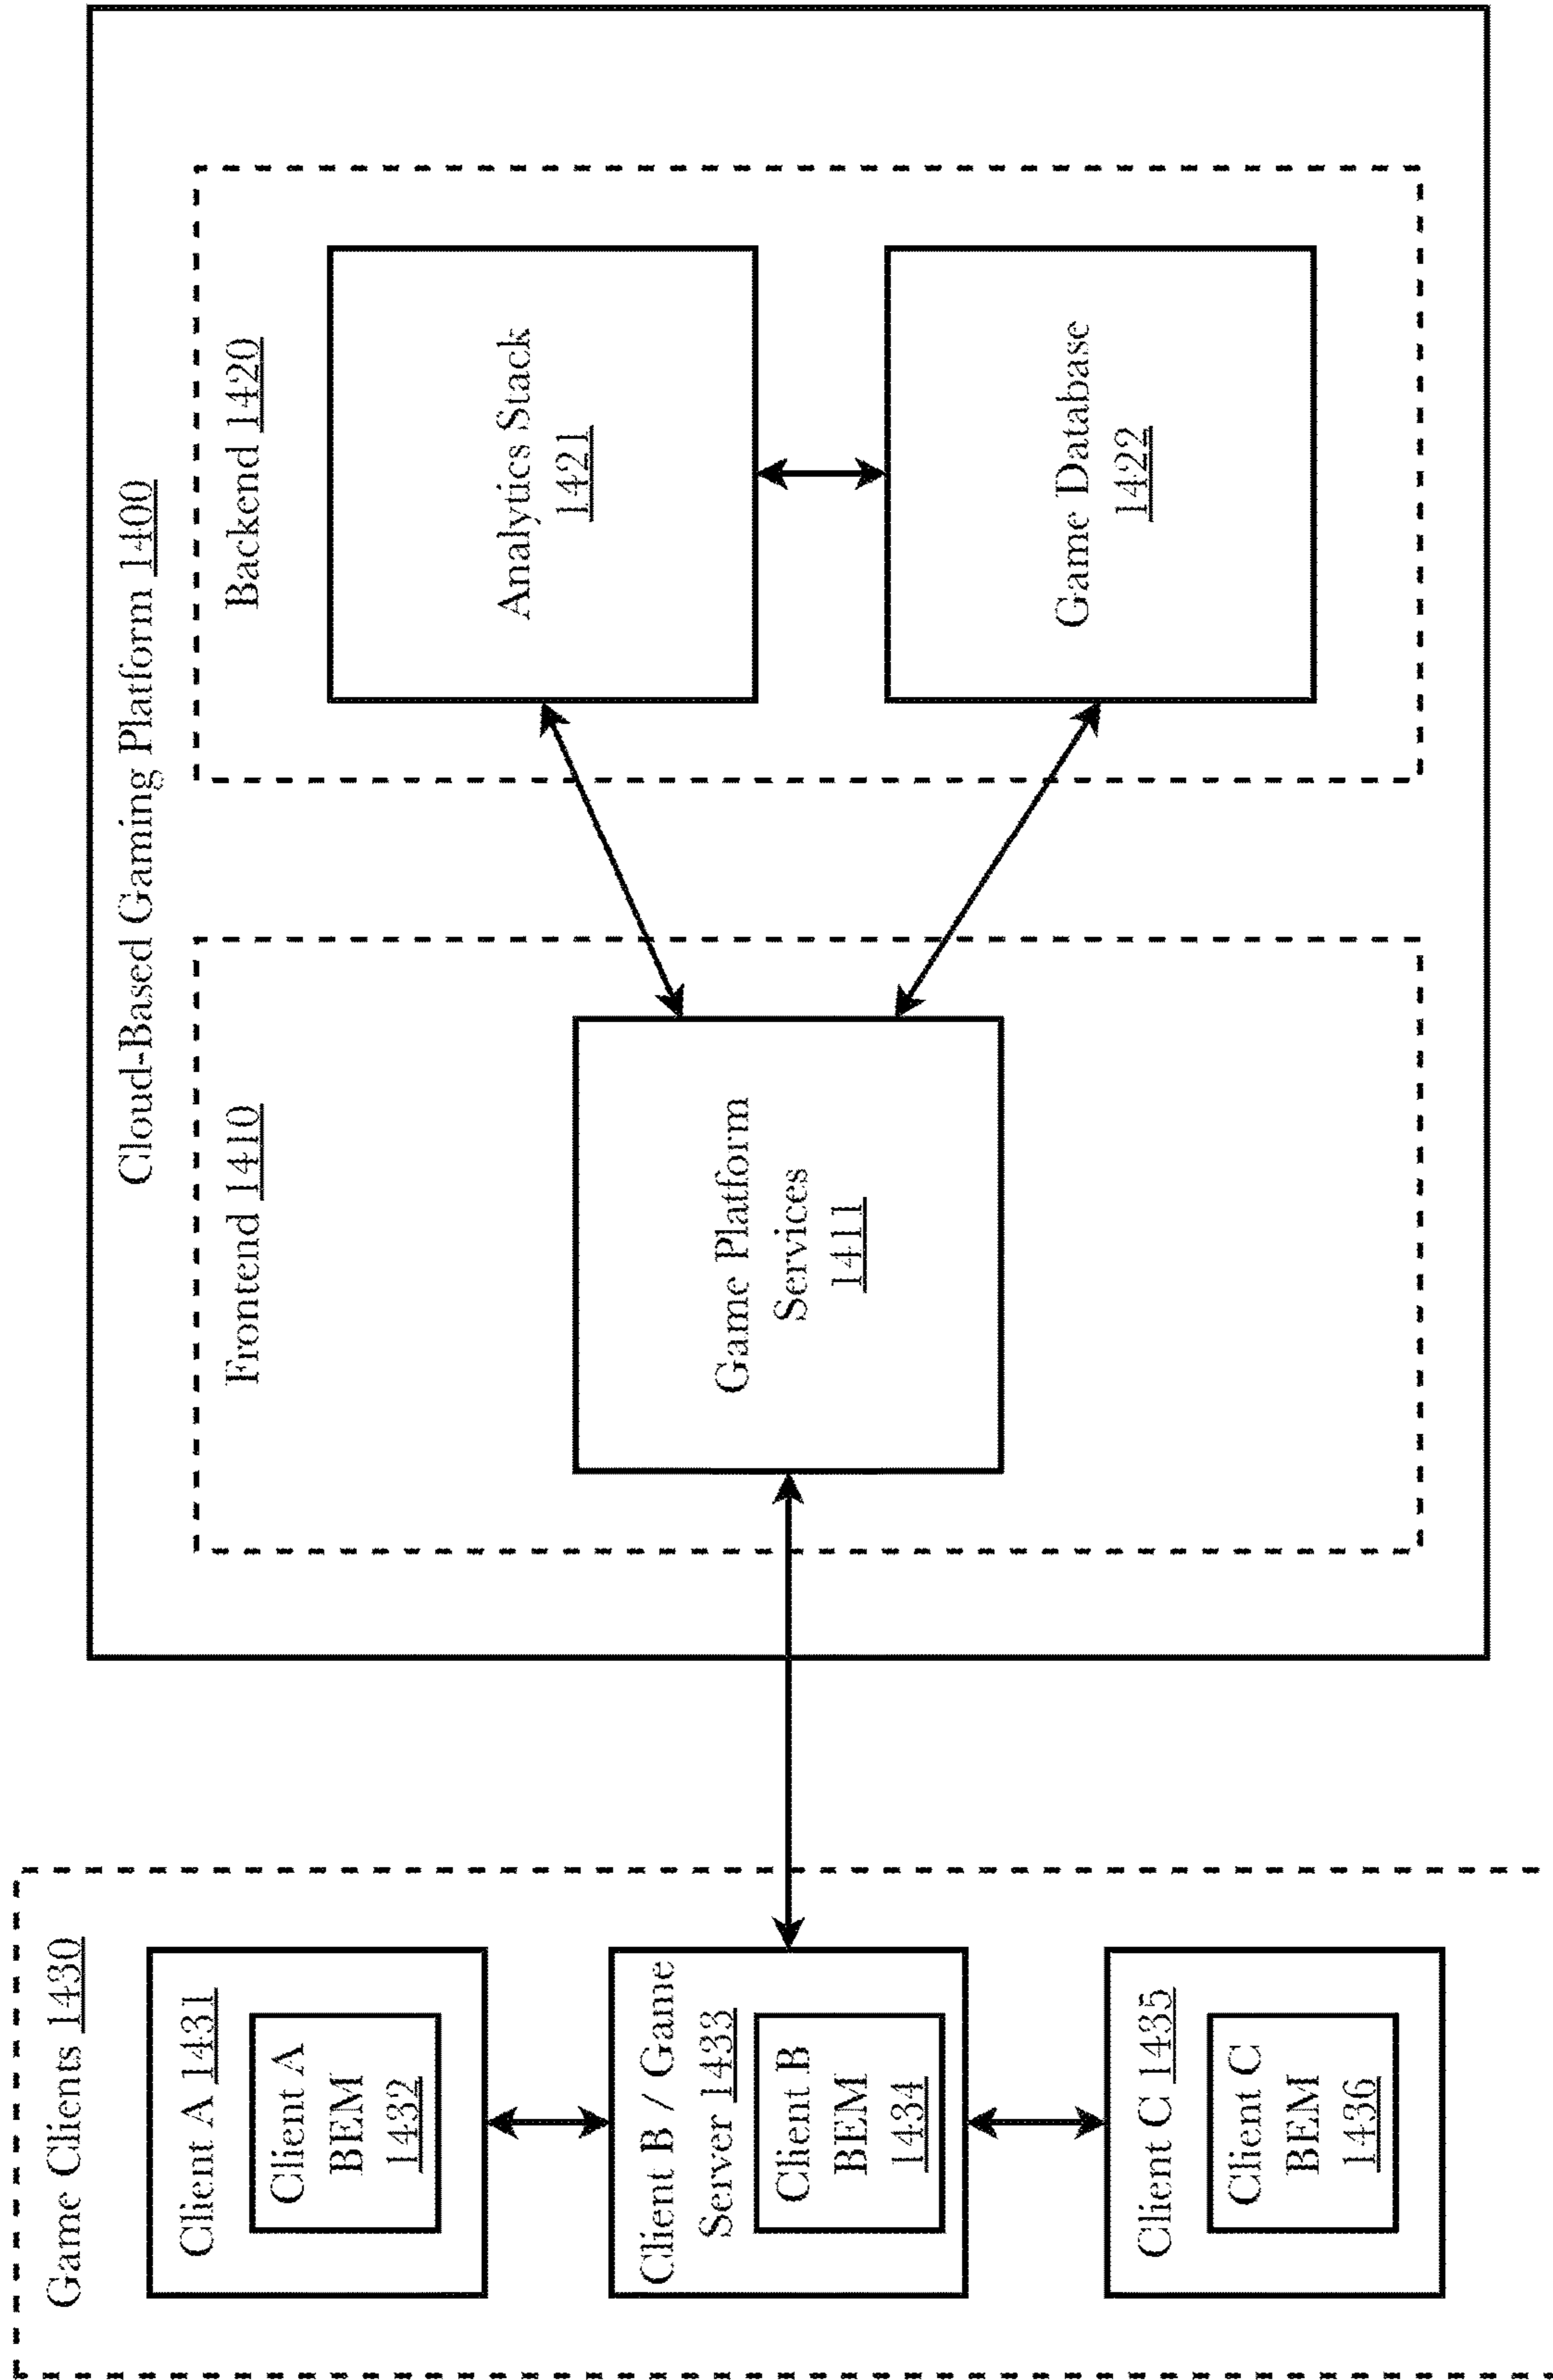 Cloud-Based Gaming Platform 1400
Game Clients 1430
Client A 1431
Client A
BEM
1432
Client B / Game
Server 1433
Client B
BEM
1434
Client C 1435
Client C
BEM
1436
Frontend 1410
Game Platform
Services
1411
Backend 1420
Analytics Stack
1421
Game Database
1422